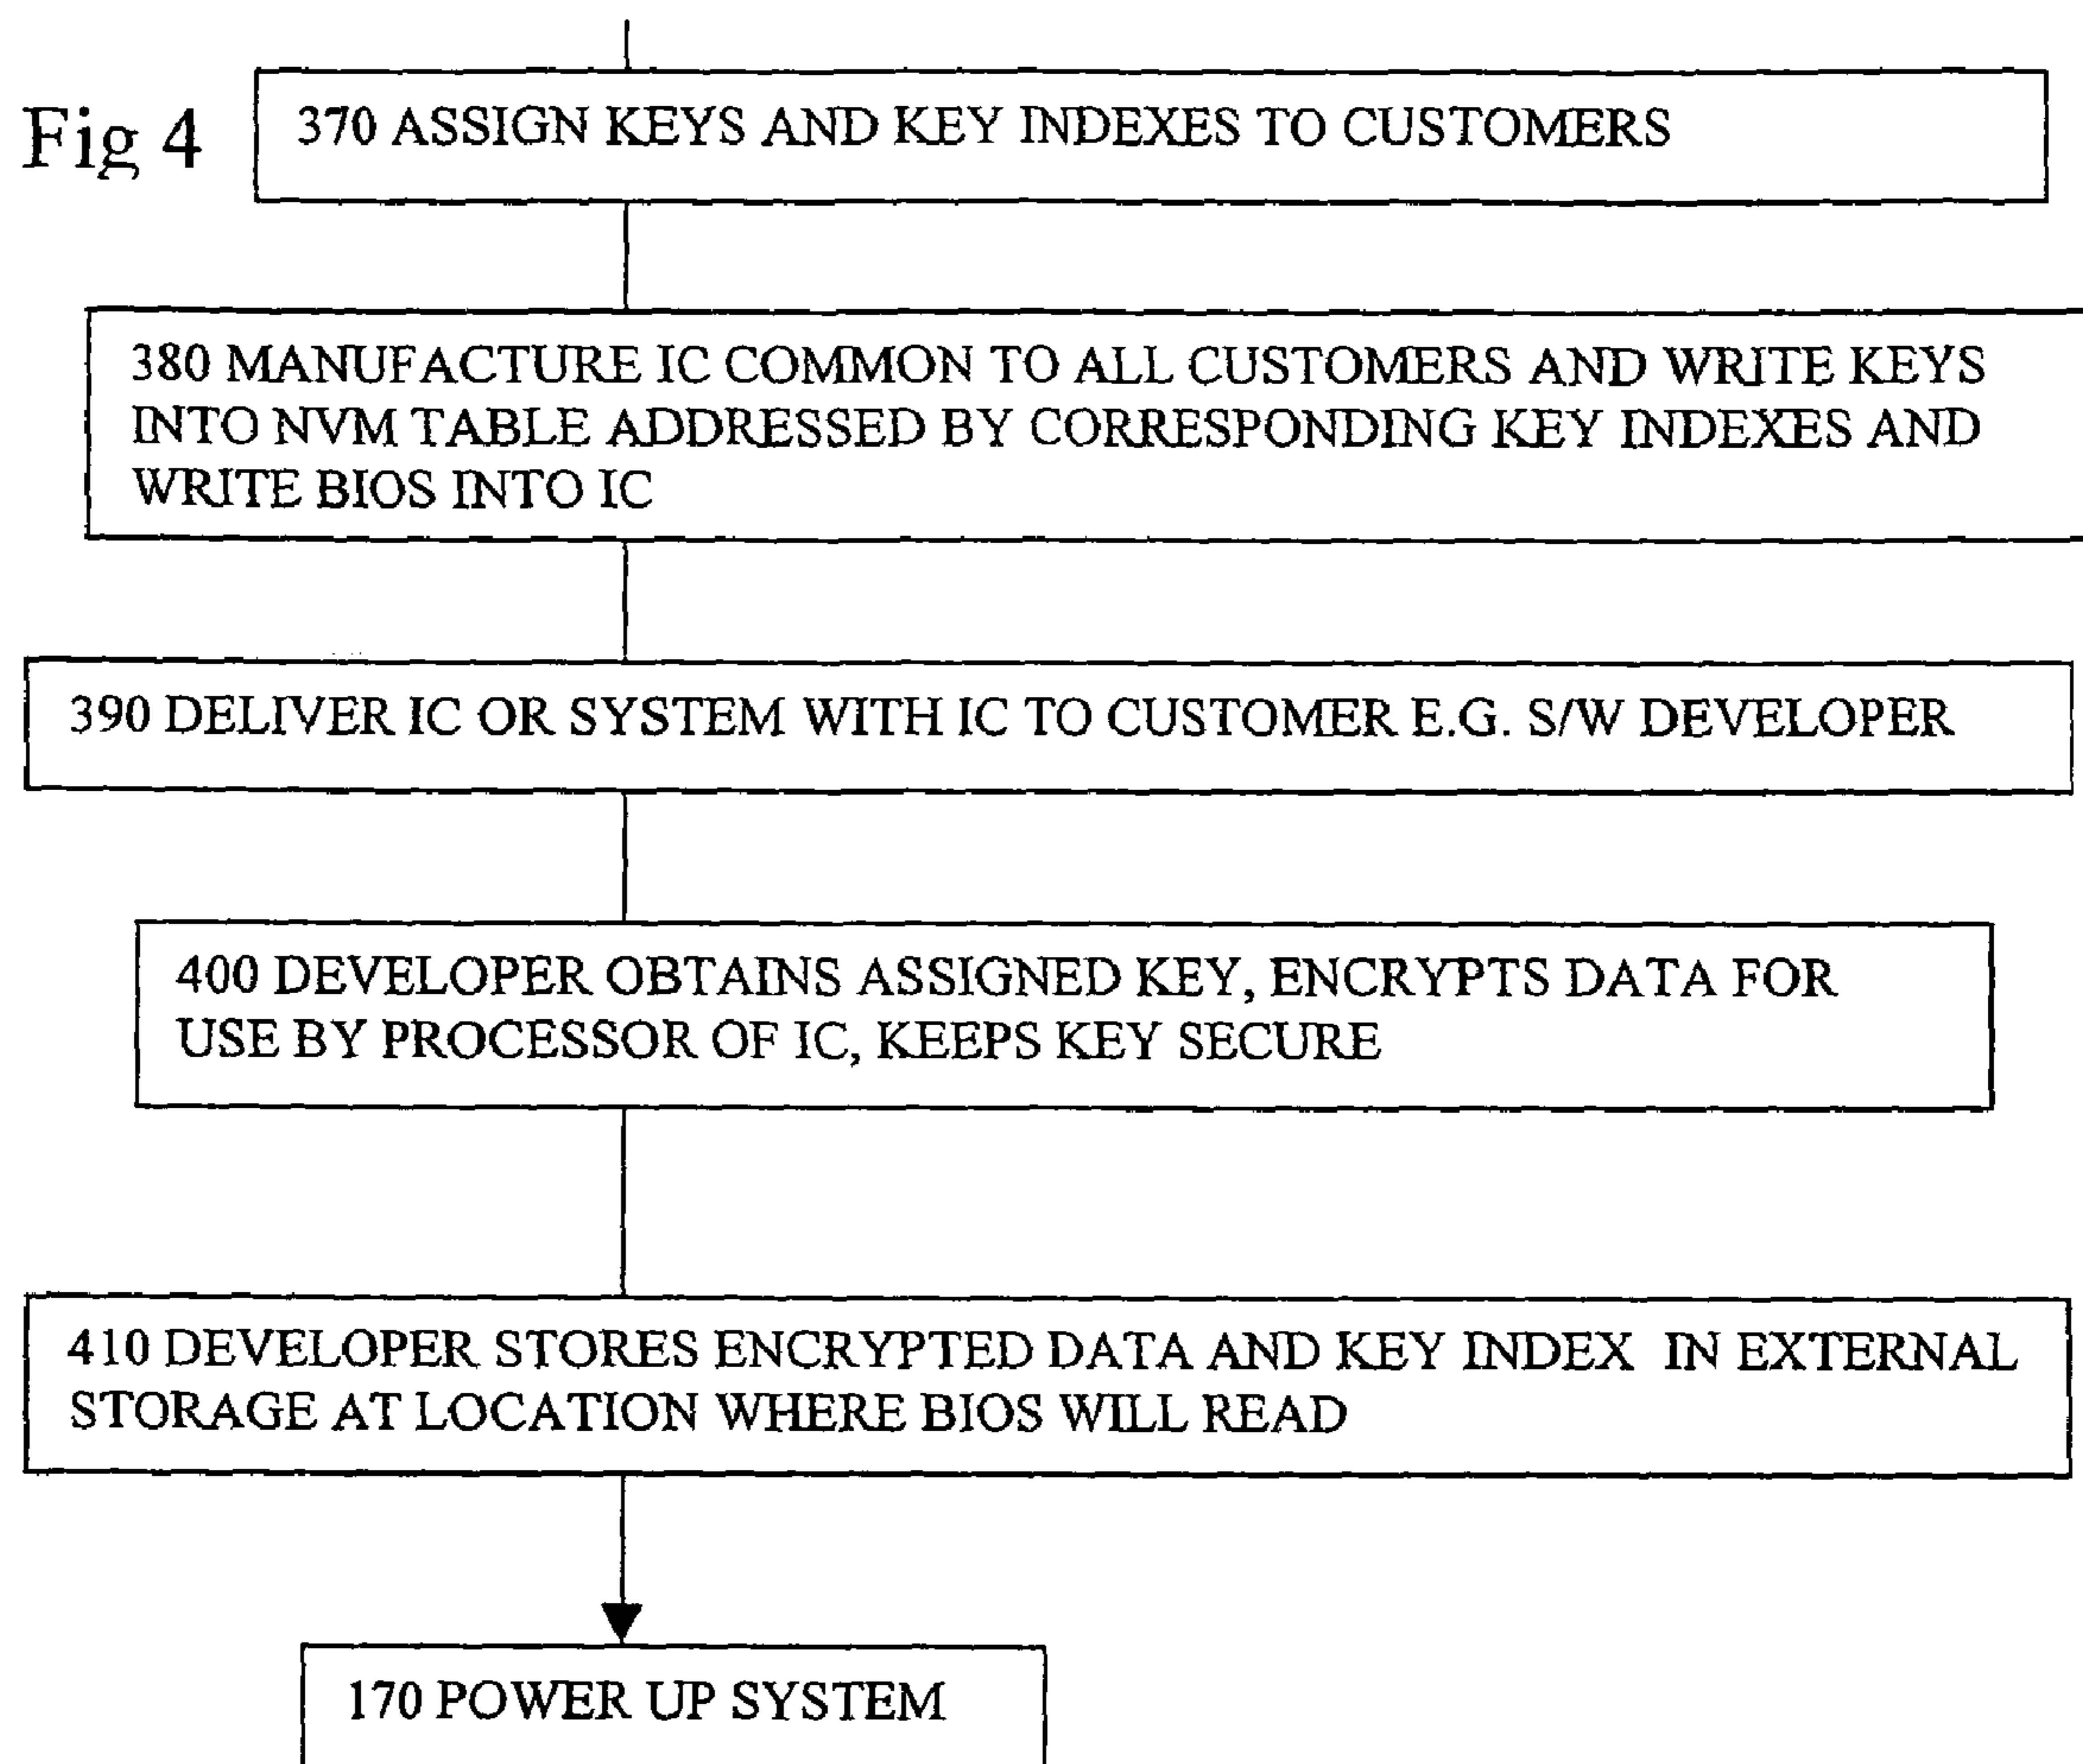 Fig 4
370 ASSIGN KEYS AND KEY INDEXES TO CUSTOMERS
380 MANUFACTURE IC COMMON TO ALL CUSTOMERS AND WRITE KEYS
INTO NVM TABLE ADDRESSED BY CORRESPONDING KEY INDEXES AND
WRITE BIOS INTO IC
390 DELIVER IC OR SYSTEM WITH IC TO CUSTOMER E.G. S/W DEVELOPER
400 DEVELOPER OBTAINS ASSIGNED KEY, ENCRYPTS DATA FOR
USE BY PROCESSOR OF IC, KEEPS KEY SECURE
410 DEVELOPER STORES ENCRYPTED DATA AND KEY INDEX IN EXTERNAL
STORAGE AT LOCATION WHERE BIOS WILL READ
170 POWER UP SYSTEM